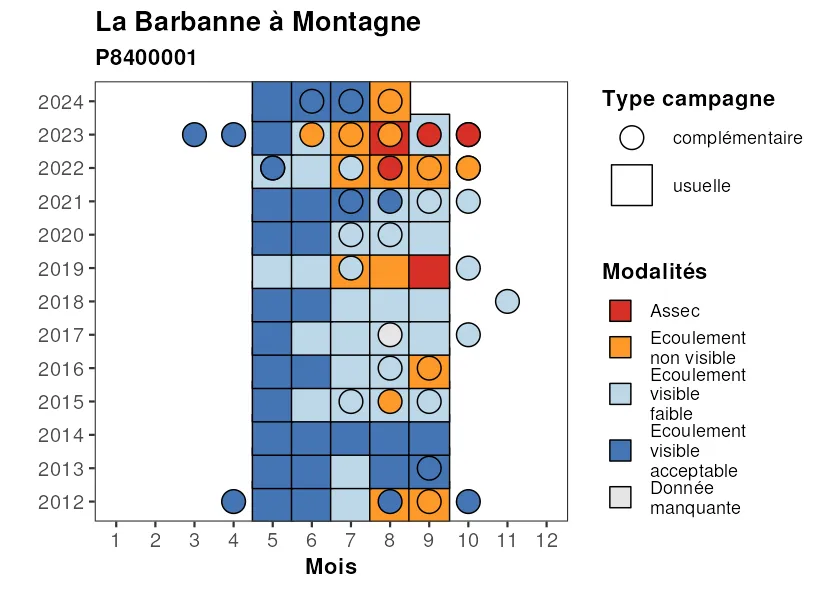 La Barbanne à Montagne
P8400001
2024
2023
2022
2021
2020
2019
2018
2017
2016
2015
2014
2013
2012
1 2 3 4 5 6 7 8 9 10 11 12
Mois
Type campagne
complémentaire
usuelle
Modalités
Assec
Ecoulement
non visible
Ecoulement
visible
faible
Ecoulement
visible
acceptable
Donnée
manquante